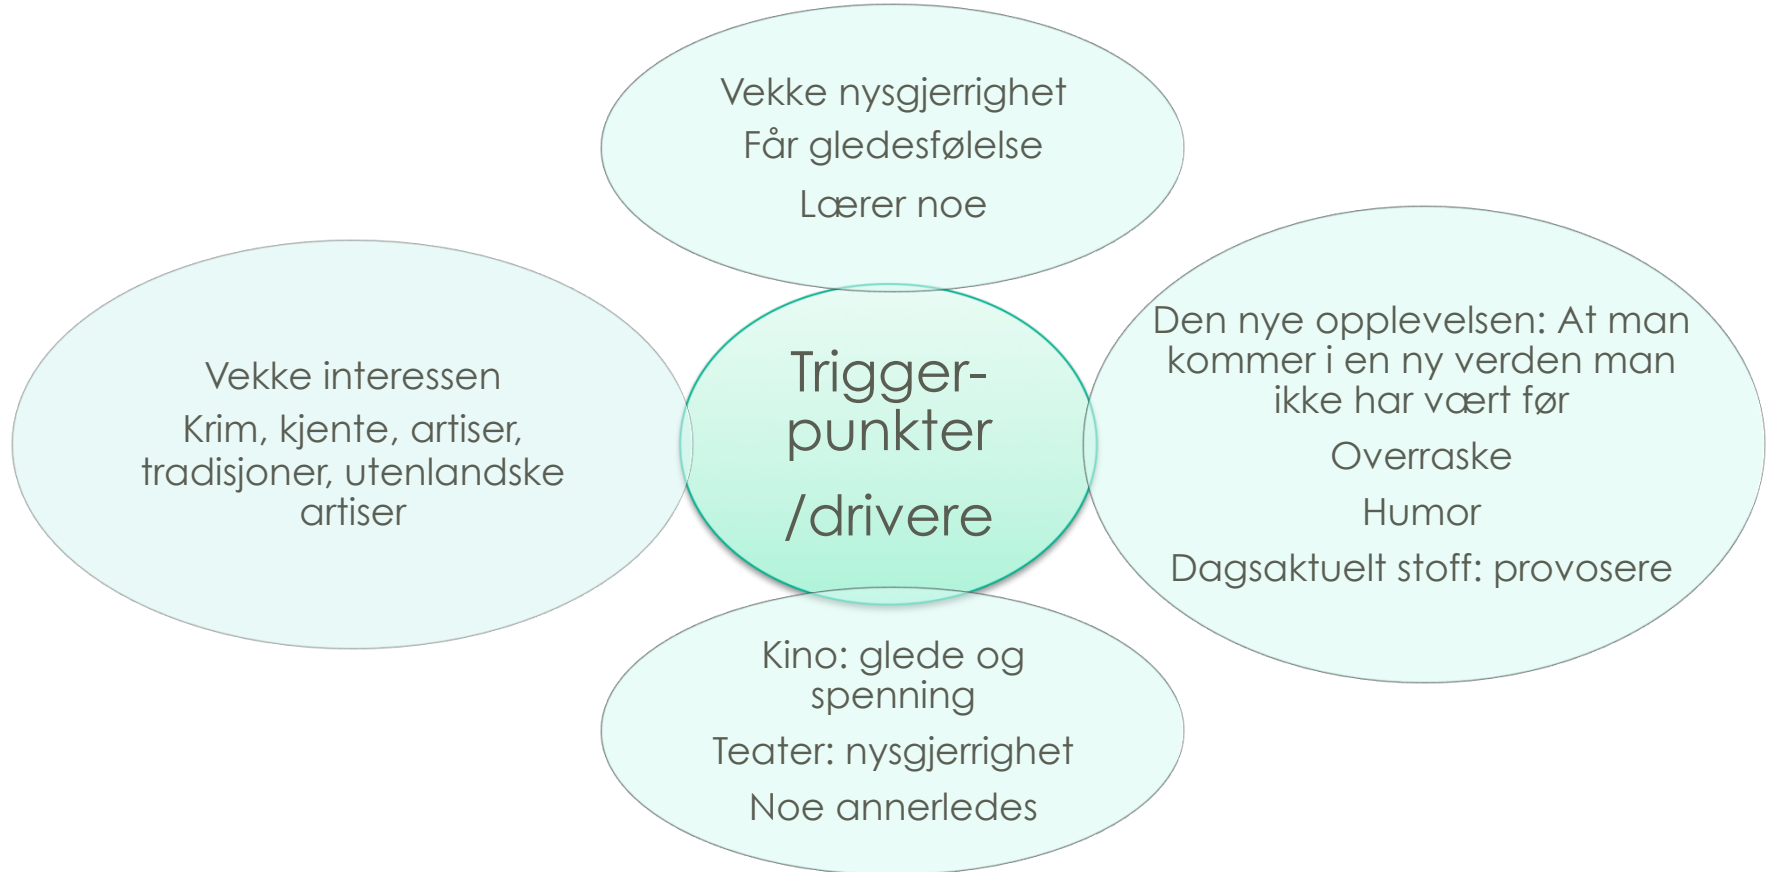 Vekke nysgjerrighet
Får gledesfølelse
Lærer noe
Vekke interessen
Krim, kjente, artiser,
tradisjoner, utenlandske
artiser
Trigger-
punkter
/drivere
Den nye opplevelsen: At man
kommer i en ny verden man
ikke har vært før
Overraske
Humor
Dagsaktuelt stoff: provosere
Kino: glede og
spenning
Teater: nysgjerrighet
Noe annerledes